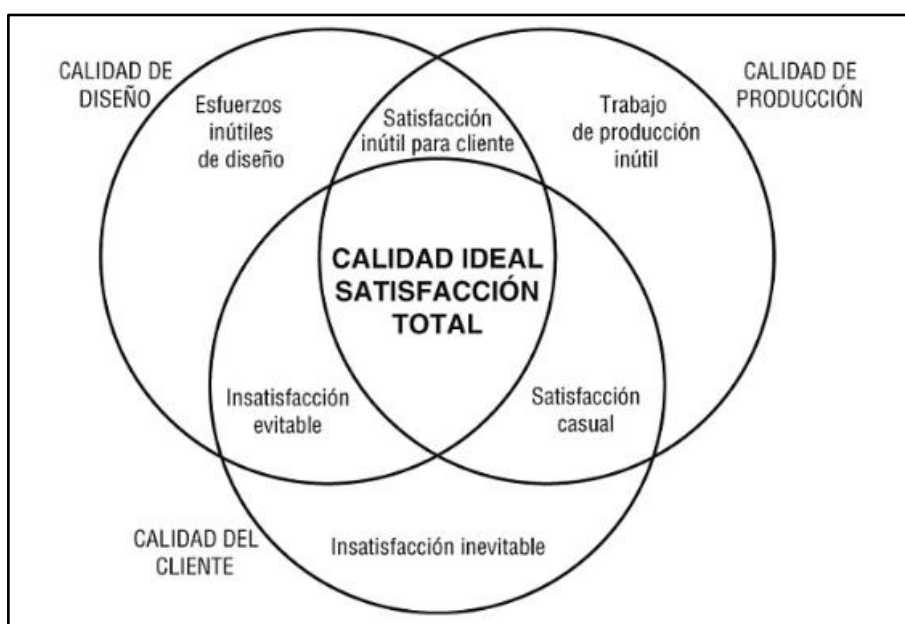 CALIDAD DE
DISEÑO
Esfuerzos
inútiles
de diseño
Satisfacción
inútil para cliente
Trabajo
de producción
inútil
CALIDAD DE
PRODUCCIÓN
CALIDAD IDEAL
SATISFACCIÓN
TOTAL
Insatisfacción
evitable
Satisfacción
casual
CALIDAD DEL
CLIENTE
Insatisfacción inevitable